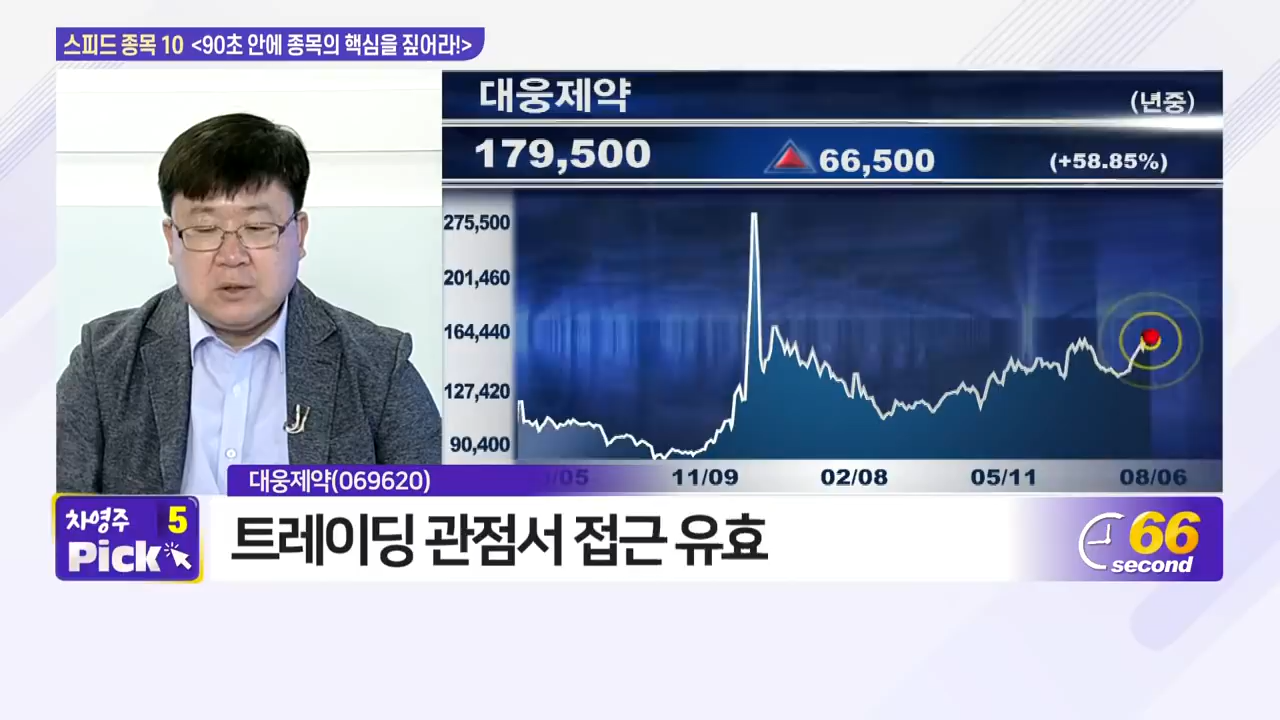 스피드 종목 10 <90초 안에 종목의 핵심을 짚어라!>
대웅제약
(년중)
179,500 ▲ 66,500 (+58.85%)
275,500
201,460
164,440
127,420
90,400
/05 11/09 02/08 05/11 08/06
대웅제약(069620)
차영주 5
Pick
트레이딩 관점서 접근 유효
66
second